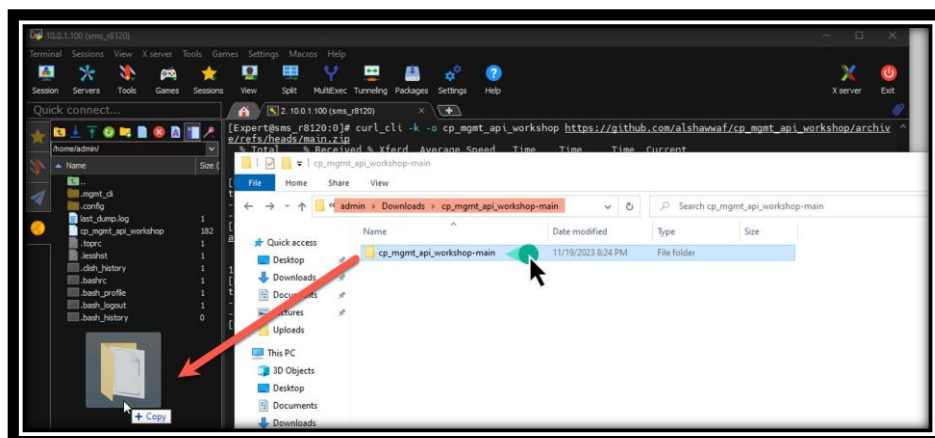 10.0.1.100 (sms_r8120)
Terminal Sessions View X server Tools Games Settings Macros Help
Session Servers Tools Games Sessions View Split MultiExec Tunneling Packages Settings Help X server Exit
Quick connect...
2. 10.0.1.100 (sms_r8120)
/home/admin/
Name Size (
..
.mgmt_cli
.config
last_dump.log 1
cp_mgmt_api_workshop 182
.toprc 1
.lesshst 1
.clish_history 1
.bashrc 1
.bash_profile 1
.bash_logout 1
.bash_history 0
[Expert@sms_r8120:0]# curl_cli -k -o cp_mgmt_api_workshop https://github.com/alshawwaf/cp_mgmt_api_workshop/archiv
e/refs/heads/main.zip
% Total % Received % Xferd Average Speed Time Time Time Current
cp_mgmt_api_workshop-main
File Home Share View
admin > Downloads > cp_mgmt_api_workshop-main
Search cp_mgmt_api_workshop-main
Name Date modified Type Size
cp_mgmt_api_workshop-main 11/19/2023 8:24 PM File folder
Quick access
Desktop
Downloads
Documents
Pictures
Uploads
This PC
3D Objects
Desktop
Documents
Downloads
+ Copy